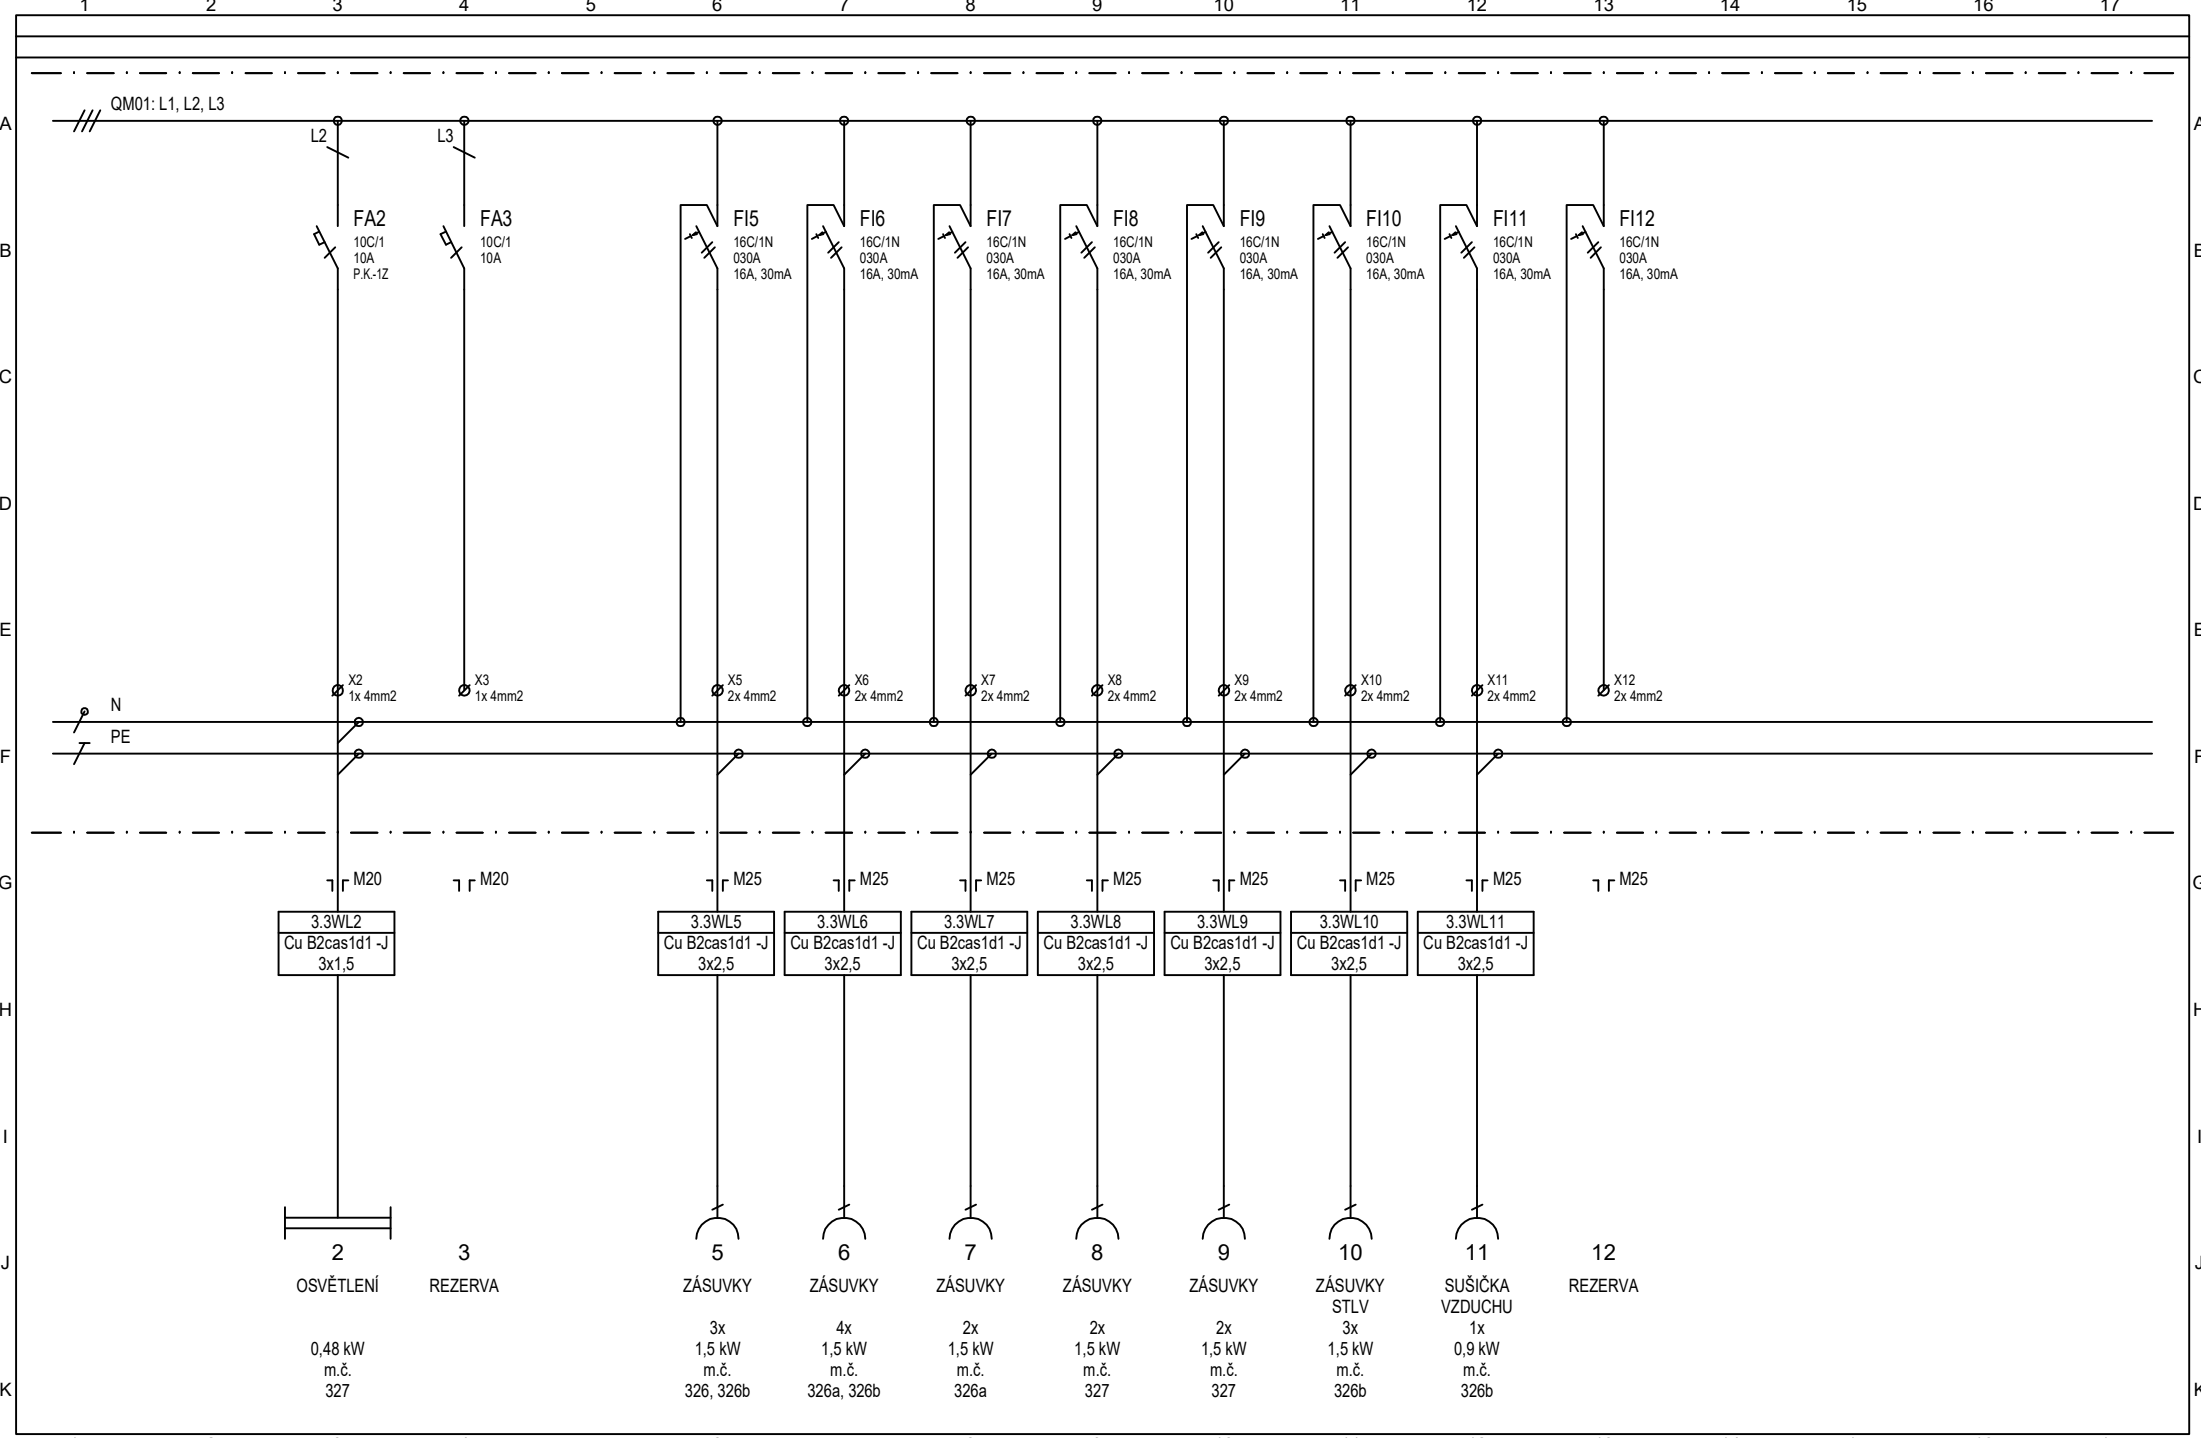 1 2 3 4 5 6 7 8 9 10 11 12 13 14 15 16 17
QM01: L1, L2, L3
A A
L2 L3
FA2 FA3 FI5 FI6 FI7 FI8 FI9 FI10 FI11 FI12
10C/1 10C/1 16C/1N 16C/1N 16C/1N 16C/1N 16C/1N 16C/1N 16C/1N 16C/1N
B 10A 10A 030A 030A 030A 030A 030A 030A 030A 030A B
P.K.-1Z 16A, 30mA 16A, 30mA 16A, 30mA 16A, 30mA 16A, 30mA 16A, 30mA 16A, 30mA 16A, 30mA
C C
D D
E E
X2 X3 X5 X6 X7 X8 X9 X10 X11 X12
1x 4mm2 1x 4mm2 2x 4mm2 2x 4mm2 2x 4mm2 2x 4mm2 2x 4mm2 2x 4mm2 2x 4mm2 2x 4mm2
N
PE
F F
G M20 M20 M25 M25 M25 M25 M25 M25 M25 M25 G
3.3WL2 3.3WL5 3.3WL6 3.3WL7 3.3WL8 3.3WL9 3.3WL10 3.3WL11
Cu B2cas1d1 -J Cu B2cas1d1 -J Cu B2cas1d1 -J Cu B2cas1d1 -J Cu B2cas1d1 -J Cu B2cas1d1 -J Cu B2cas1d1 -J Cu B2cas1d1 -J
3x1,5 3x2,5 3x2,5 3x2,5 3x2,5 3x2,5 3x2,5 3x2,5
H H
I I
2 3 5 6 7 8 9 10 11 12
J J
OSVĚTLENÍ REZERVA ZÁSUVKY ZÁSUVKY ZÁSUVKY ZÁSUVKY ZÁSUVKY ZÁSUVKY SUŠIČKA REZERVA
STLV VZDUCHU
3x 4x 2x 2x 2x 3x 1x
0,48 kW 1,5 kW 1,5 kW 1,5 kW 1,5 kW 1,5 kW 1,5 kW 0,9 kW
m.č. m.č. m.č. m.č. m.č. m.č. m.č. m.č.
K 327 326, 326b 326a, 326b 326a 327 327 326b 326b K